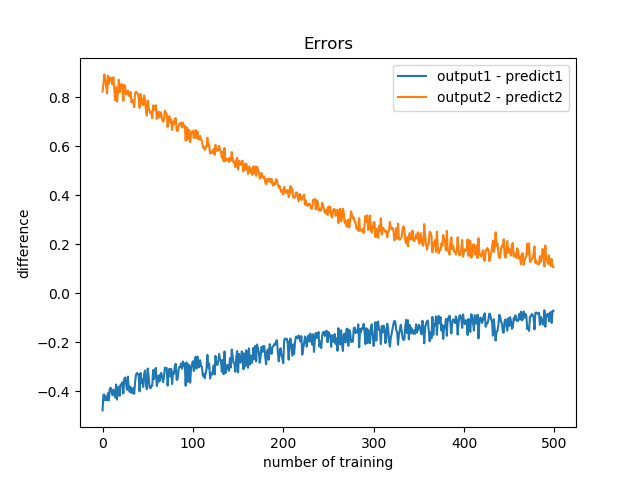 Errors
output1 - predict1
output2 - predict2
difference
0.8
0.6
0.4
0.2
0.0
−0.2
−0.4
0 100 200 300 400 500
number of training